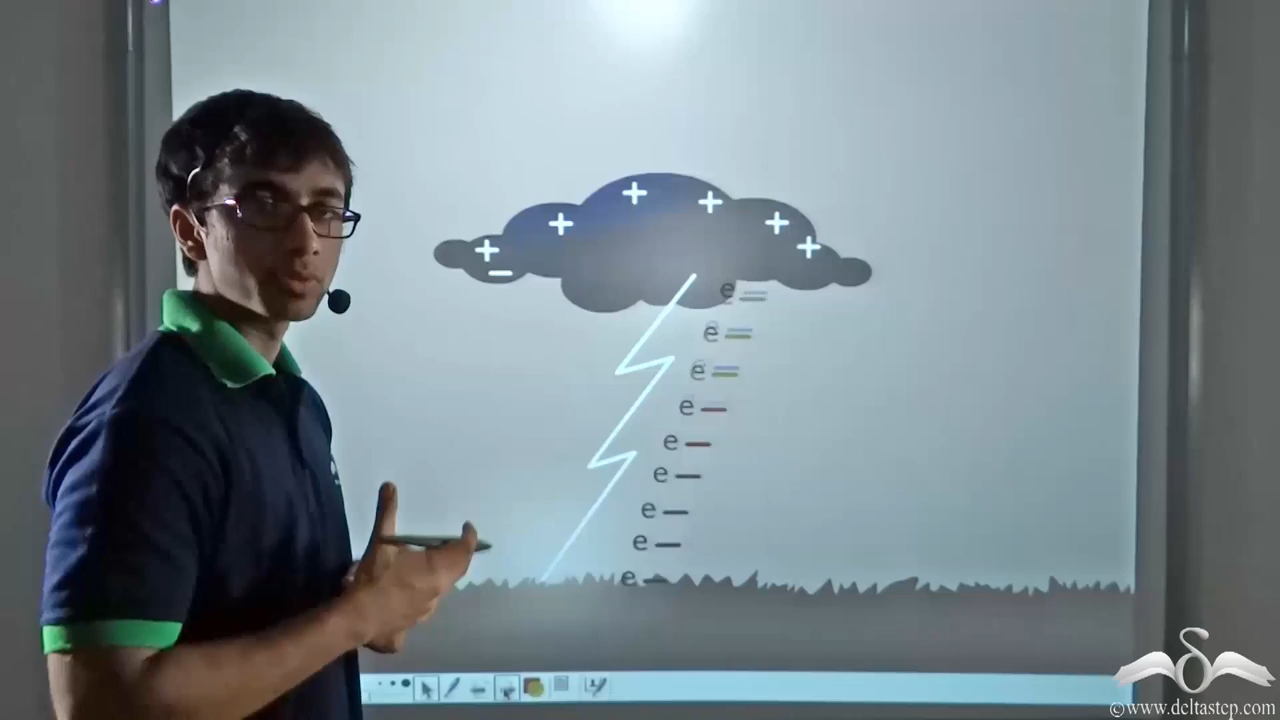 + + + + + +
–
e –
e –
e –
e –
e –
e –
e –
e –
e –
©www.deltastep.com